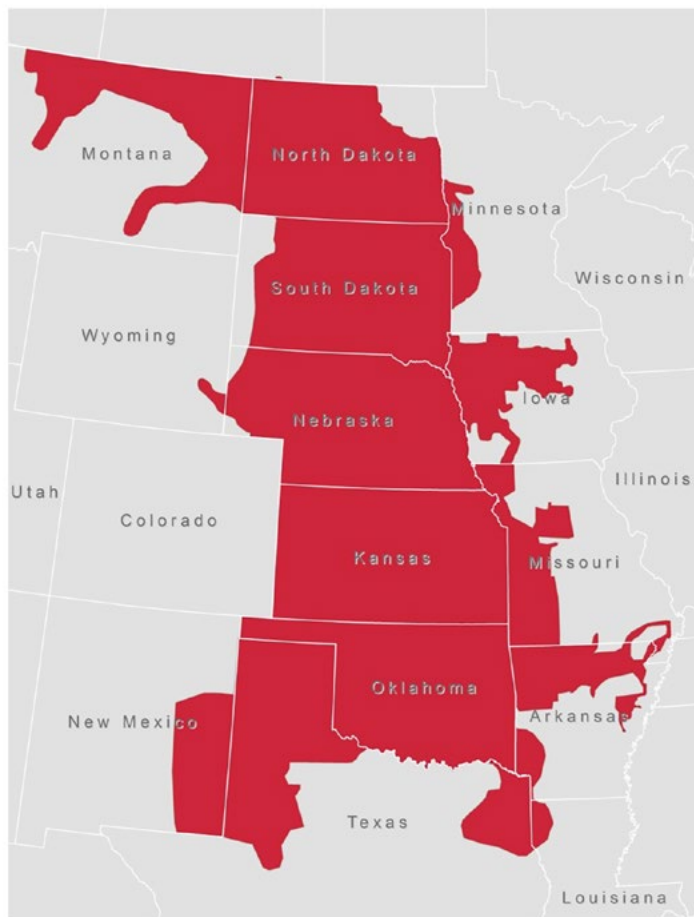 Montana
North Dakota
Minnesota
South Dakota
Wisconsin
Wyoming
Iowa
Nebraska
Illinois
Utah
Colorado
Kansas
Missouri
Oklahoma
New Mexico
Arkansas
Texas
Louisiana